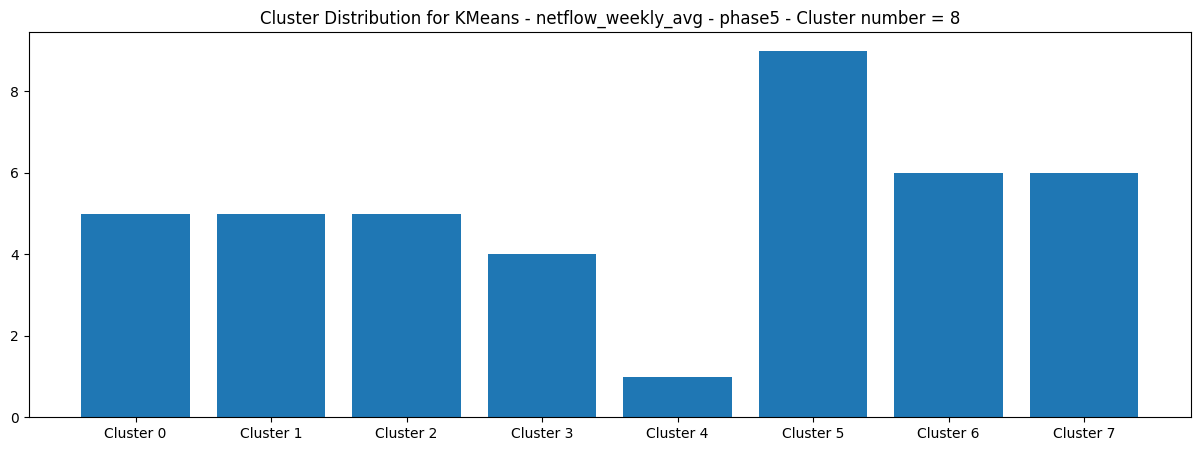 Cluster Distribution for KMeans - netflow_weekly_avg - phase5 - Cluster number = 8
8
6
4
2
0
Cluster 0 Cluster 1 Cluster 2 Cluster 3 Cluster 4 Cluster 5 Cluster 6 Cluster 7